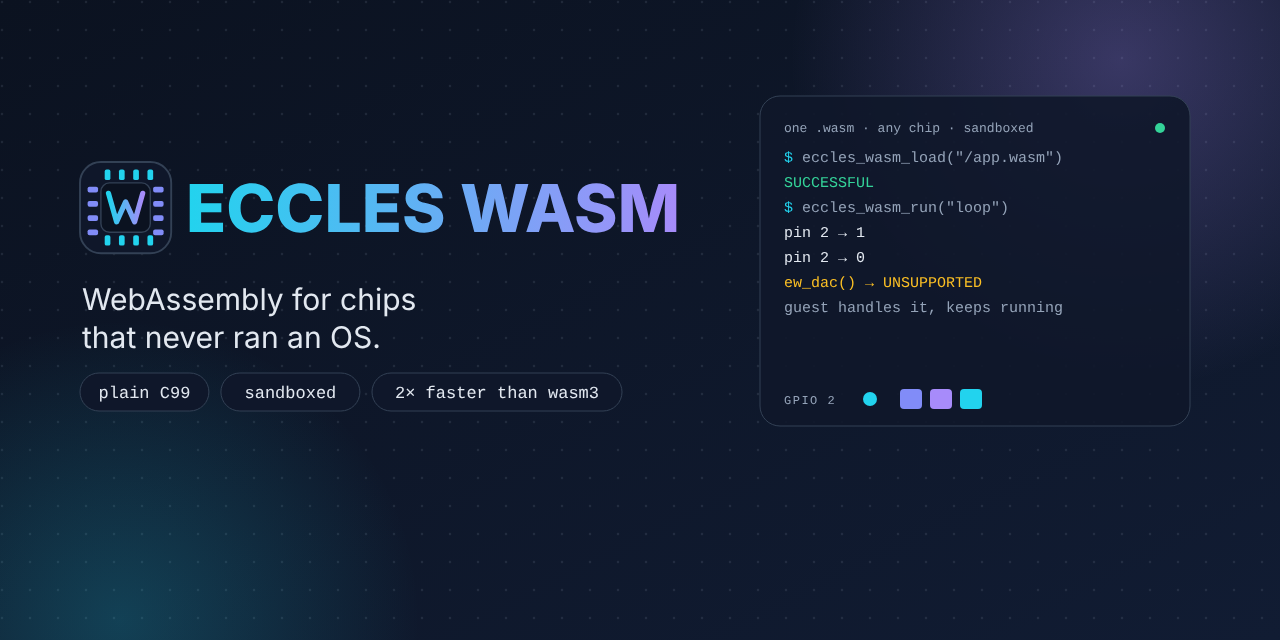 W
ECCLES WASM
WebAssembly for chips
that never ran an OS.
plain C99
sandboxed
2× faster than wasm3
one .wasm · any chip · sandboxed
$ eccles_wasm_load("/app.wasm")
SUCCESSFUL
$ eccles_wasm_run("loop")
pin 2 → 1
pin 2 → 0
ew_dac() → UNSUPPORTED
guest handles it, keeps running
GPIO 2